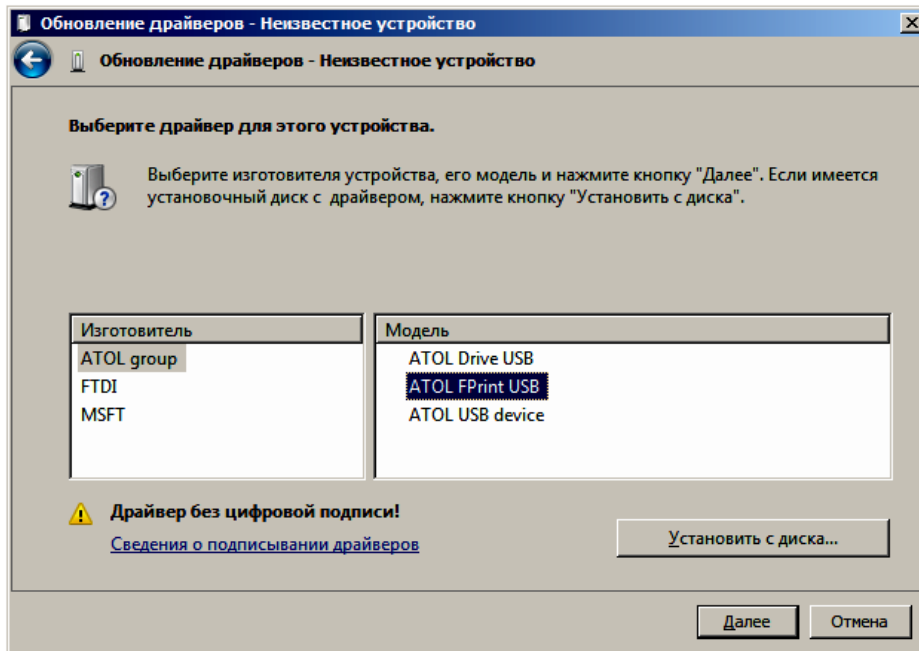 Обновление драйверов - Неизвестное устройство
Обновление драйверов - Неизвестное устройство
Выберите драйвер для этого устройства.
Выберите изготовителя устройства, его модель и нажмите кнопку "Далее". Если имеется
установочный диск с драйвером, нажмите кнопку "Установить с диска".
Изготовитель
ATOL group
FTDI
MSFT
Модель
ATOL Drive USB
ATOL FPrint USB
ATOL USB device
Драйвер без цифровой подписи!
Сведения о подписывании драйверов
Установить с диска...
Далее
Отмена